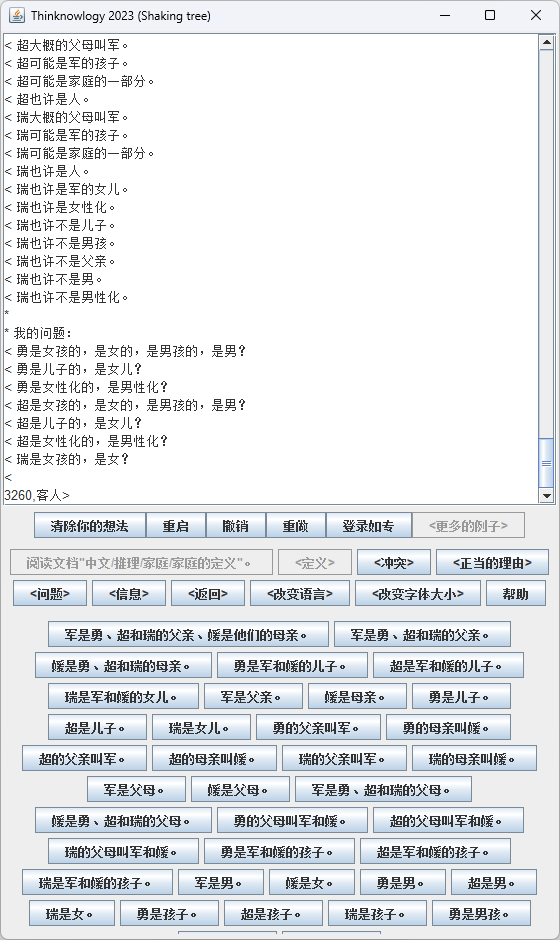 Thinknowlogy 2023 (Shaking tree)
< 超大概的父母叫军。
< 超可能是军的孩子。
< 超可能是家庭的一部分。
< 超也许是人。
< 瑞大概的父母叫军。
< 瑞可能是军的孩子。
< 瑞可能是家庭的一部分。
< 瑞也许是人。
< 瑞也许是军的女儿。
< 瑞也许是女性化。
< 瑞也许不是儿子。
< 瑞也许不是男孩。
< 瑞也许不是父亲。
< 瑞也许不是男。
< 瑞也许不是男性化。
*
* 我的问题:
< 勇是女孩的，是女的，是男孩的，是男?
< 勇是儿子的，是女儿?
< 勇是女性化的，是男性化?
< 超是女孩的，是女的，是男孩的，是男?
< 超是儿子的，是女儿?
< 超是女性化的，是男性化?
< 瑞是女孩的，是女?
<
3260,客人>
清除你的想法 重启 撤销 重做 登录如专 <更多的例子>
阅读文档"中文/推理/家庭/家庭的定义"。 <定义> <冲突> <正当的理由>
<问题> <信息> <返回> <改变语言> <改变字体大小> 帮助
军是勇、超和瑞的父亲、媛是他们的母亲。 军是勇、超和瑞的父亲。
媛是勇、超和瑞的母亲。 勇是军和媛的儿子。 超是军和媛的儿子。
瑞是军和媛的女儿。 军是父亲。 媛是母亲。 勇是儿子。
超是儿子。 瑞是女儿。 勇的父亲叫军。 勇的母亲叫媛。
超的父亲叫军。 超的母亲叫媛。 瑞的父亲叫军。 瑞的母亲叫媛。
军是父母。 媛是父母。 军是勇、超和瑞的父母。
媛是勇、超和瑞的父母。 勇的父母叫军和媛。 超的父母叫军和媛。
瑞的父母叫军和媛。 勇是军和媛的孩子。 超是军和媛的孩子。
瑞是军和媛的孩子。 军是男。 媛是女。 勇是男。 超是男。
瑞是女。 勇是孩子。 超是孩子。 瑞是孩子。 勇是男孩。